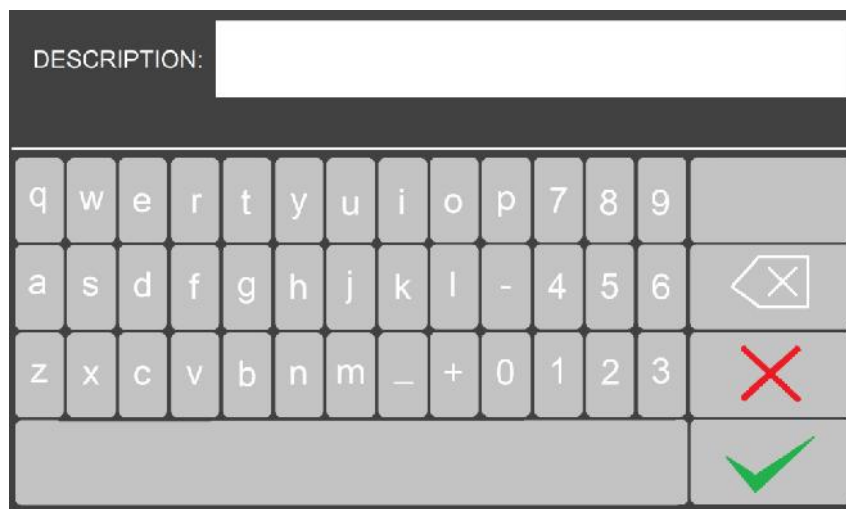 DESCRIPTION:
q w e r t y u i o p 7 8 9
a s d f g h j k l - 4 5 6
z x c v b n m _ + 0 1 2 3